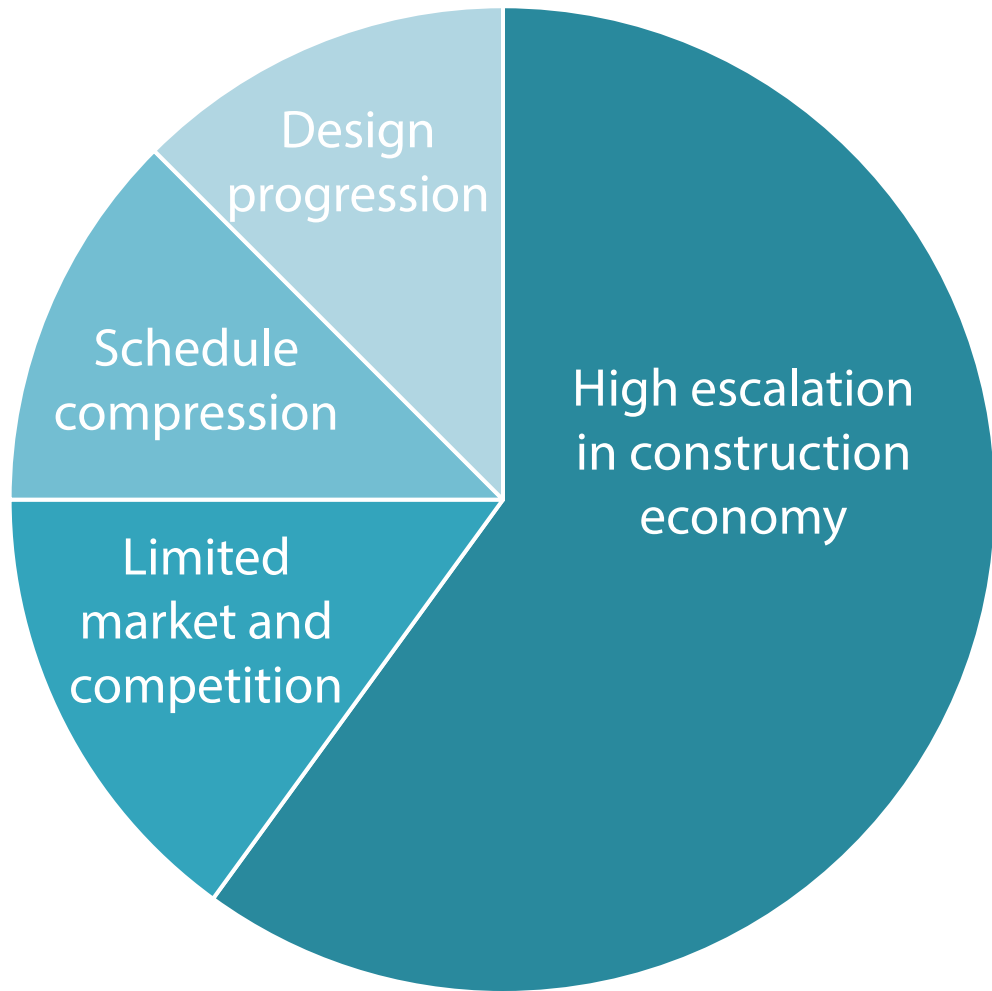 Design
progression
Schedule
compression
High escalation
in construction
economy
Limited
market and
competition